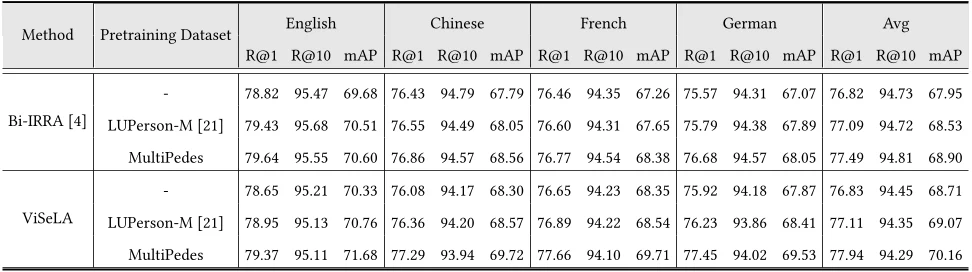 Method Pretraining Dataset English Chinese French German Avg
R@1 R@10 mAP R@1 R@10 mAP R@1 R@10 mAP R@1 R@10 mAP R@1 R@10 mAP
Bi-IRRA [4]
- 78.82 95.47 69.68 76.43 94.79 67.79 76.46 94.35 67.26 75.57 94.31 67.07 76.82 94.73 67.95
LUPerson-M [21] 79.43 95.68 70.51 76.55 94.49 68.05 76.60 94.31 67.65 75.79 94.38 67.89 77.09 94.72 68.53
MultiPedes 79.64 95.55 70.60 76.86 94.57 68.56 76.77 94.54 68.38 76.68 94.57 68.05 77.49 94.81 68.90
ViSeLA
- 78.65 95.21 70.33 76.08 94.17 68.30 76.65 94.23 68.35 75.92 94.18 67.87 76.83 94.45 68.71
LUPerson-M [21] 78.95 95.13 70.76 76.36 94.20 68.57 76.89 94.22 68.54 76.23 93.86 68.41 77.11 94.35 69.07
MultiPedes 79.37 95.11 71.68 77.29 93.94 69.72 77.66 94.10 69.71 77.45 94.02 69.53 77.94 94.29 70.16